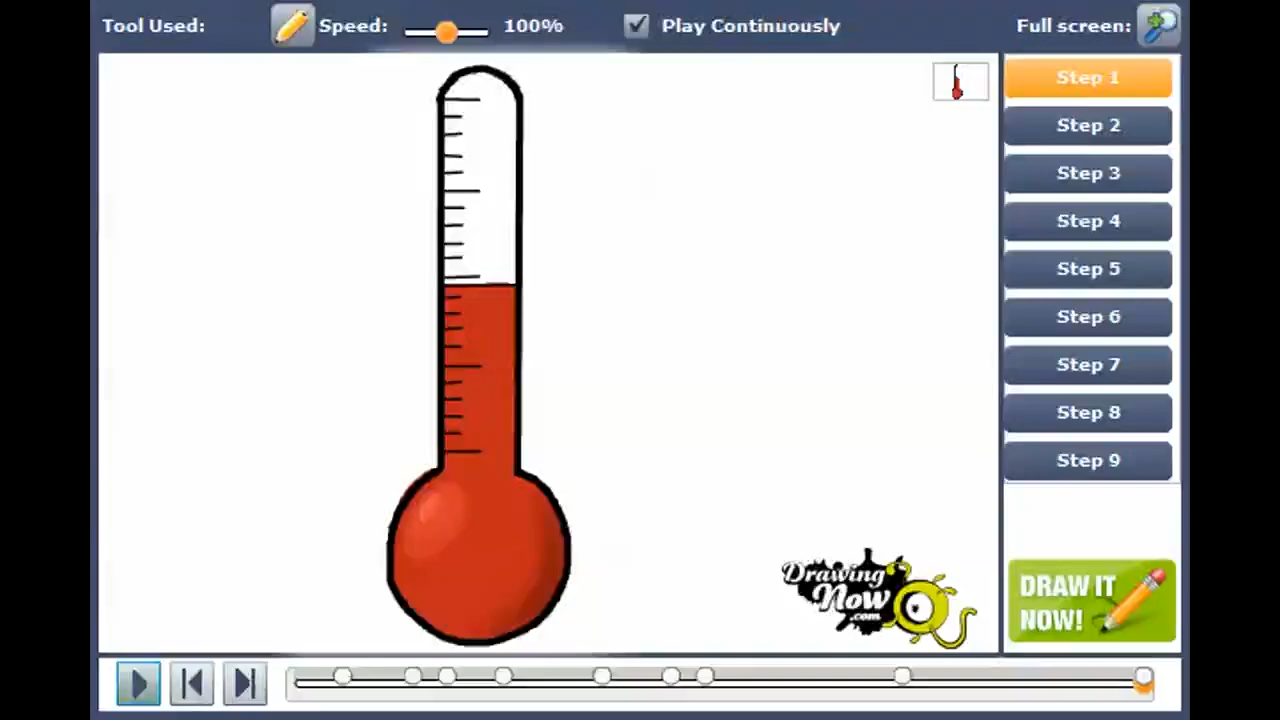 Tool Used: Speed: 100% Play Continuously Full screen:
Step 1
Step 2
Step 3
Step 4
Step 5
Step 6
Step 7
Step 8
Step 9
Drawing
Now
.com
DRAW IT
NOW!